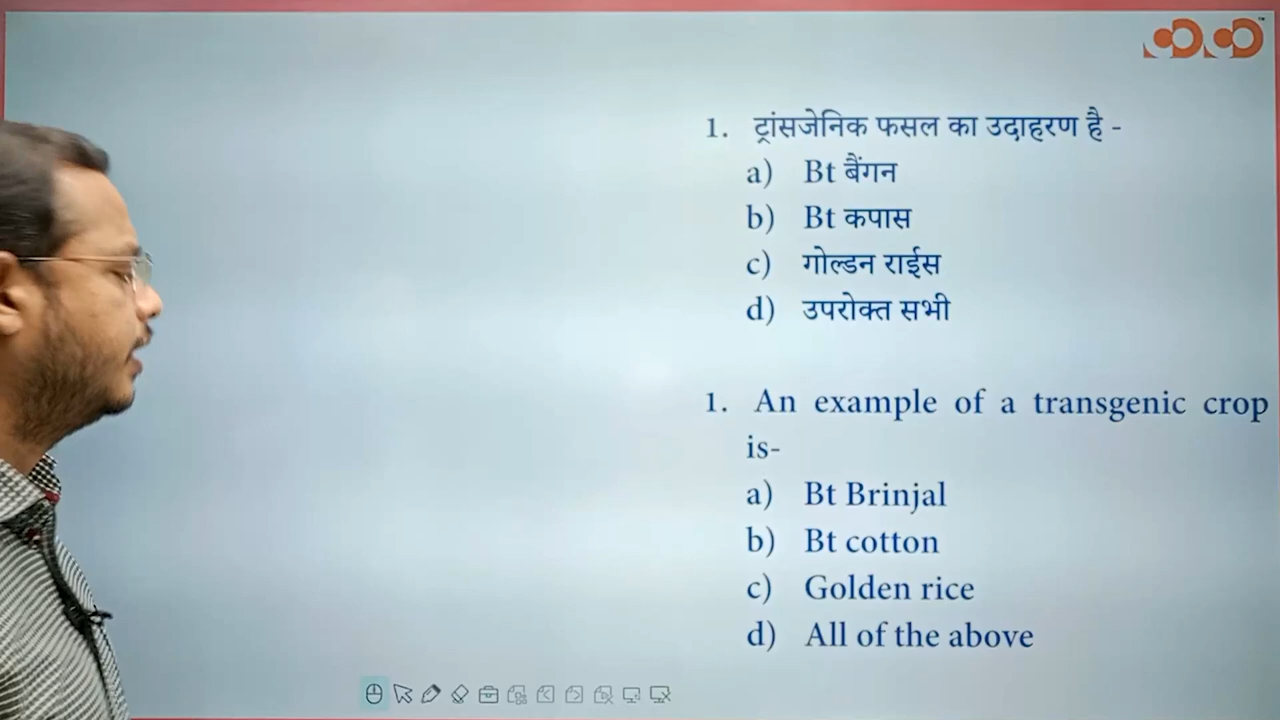 1. ट्रांसजेनिक फसल का उदाहरण है -
a) Bt बैंगन
b) Bt कपास
c) गोल्डन राईस
d) उपरोक्त सभी
1. An example of a transgenic crop
is-
a) Bt Brinjal
b) Bt cotton
c) Golden rice
d) All of the above